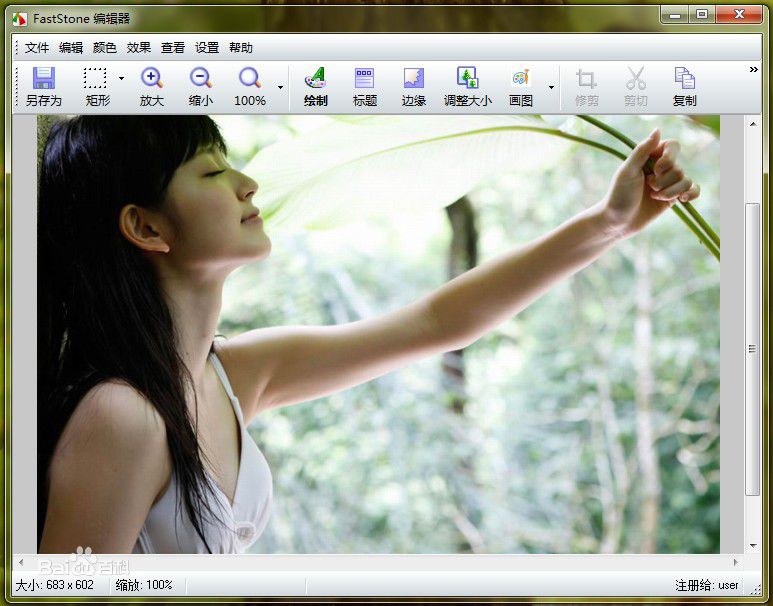 FastStone 编辑器
文件 编辑 颜色 效果 查看 设置 帮助
另存为 矩形 放大 缩小 100% 绘制 标题 边缘 调整大小 画图 修剪 剪切 复制
Baidu百科
大小: 683 x 602 缩放: 100% 注册给: user